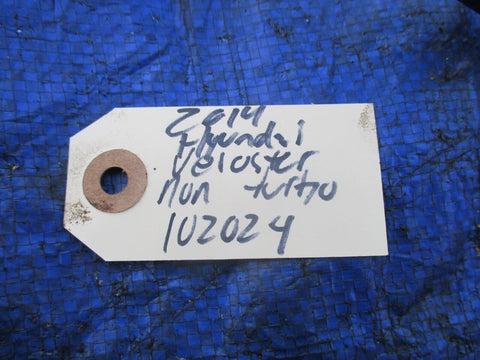 2014
Hyundai
Veloster
non turbo
102024